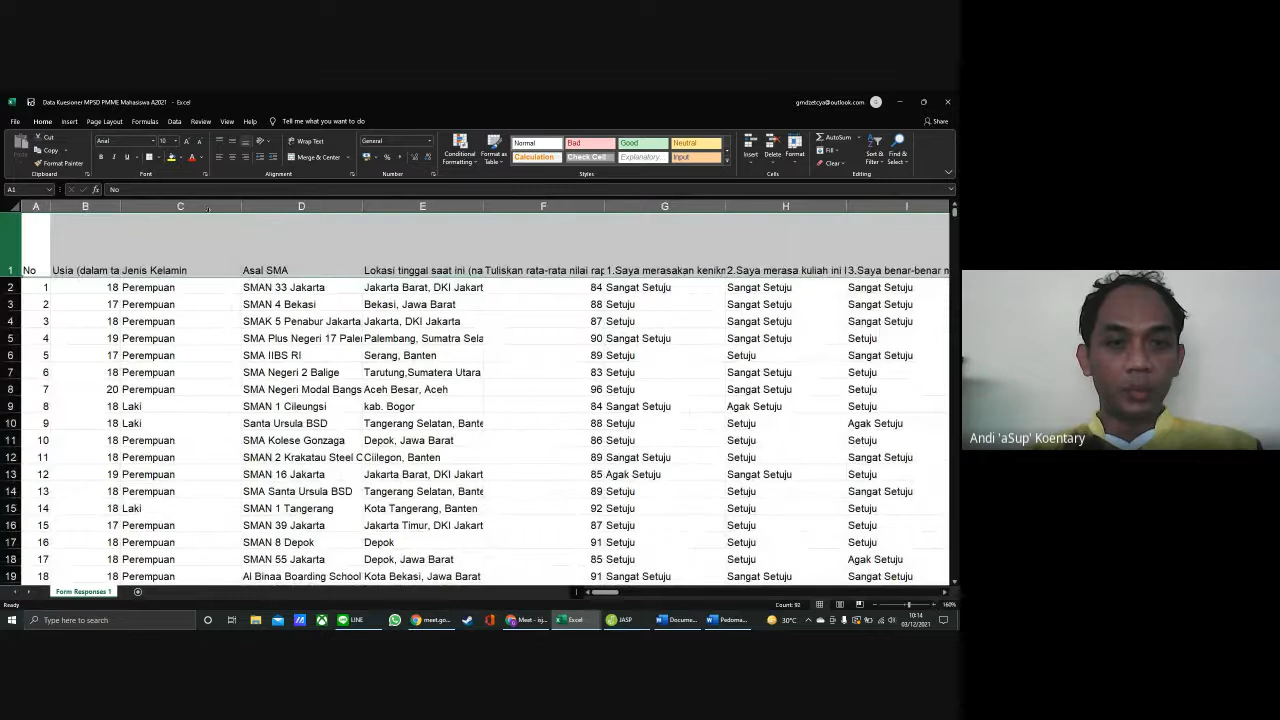 Data Kuesioner MPSD PMME Mahasiswa A2021 - Excel
gmdzetcya@outlook.com
File Home Insert Page Layout Formulas Data Review View Help Tell me what you want to do Share
Paste Cut Copy Format Painter Clipboard
Arial 10 Font
Wrap Text Merge & Center Alignment
General Number
Conditional Formatting Format as Table
Normal Bad Good Neutral
Calculation Check Cell Explanatory... Input
Styles
Insert Delete Format Cells
AutoSum Fill Clear Sort & Filter Find & Select Editing
A1 fx No
A B C D E F G H I
1 No Usia (dalam ta Jenis Kelamin Asal SMA Lokasi tinggal saat ini (na Tuliskan rata-rata nilai rap 1.Saya merasakan kenikn 2.Saya merasa kuliah ini l 3.Saya benar-benar m
2 1 18 Perempuan SMAN 33 Jakarta Jakarta Barat, DKI Jakart 84 Sangat Setuju Sangat Setuju Sangat Setuju
3 2 17 Perempuan SMAN 4 Bekasi Bekasi, Jawa Barat 88 Setuju Sangat Setuju Sangat Setuju
4 3 18 Perempuan SMAK 5 Penabur Jakarta Jakarta, DKI Jakarta 87 Setuju Sangat Setuju Sangat Setuju
5 4 19 Perempuan SMA Plus Negeri 17 Pale Palembang, Sumatra Sela 90 Sangat Setuju Sangat Setuju Setuju
6 5 17 Perempuan SMA IIBS RI Serang, Banten 89 Setuju Setuju Sangat Setuju
7 6 18 Perempuan SMA Negeri 2 Balige Tarutung,Sumatera Utara 83 Setuju Sangat Setuju Setuju
8 7 20 Perempuan SMA Negeri Modal Bangs Aceh Besar, Aceh 96 Setuju Sangat Setuju Setuju
9 8 18 Laki SMAN 1 Cileungsi kab. Bogor 84 Sangat Setuju Agak Setuju Setuju
10 9 18 Laki Santa Ursula BSD Tangerang Selatan, Bante 88 Setuju Setuju Agak Setuju
11 10 18 Perempuan SMA Kolese Gonzaga Depok, Jawa Barat 86 Setuju Setuju Setuju
12 11 18 Perempuan SMAN 2 Krakatau Steel C Ciilegon, Banten 89 Sangat Setuju Setuju Sangat Setuju
13 12 19 Perempuan SMAN 16 Jakarta Jakarta Barat, DKI Jakart 85 Agak Setuju Setuju Setuju
14 13 18 Perempuan SMA Santa Ursula BSD Tangerang Selatan, Bante 89 Setuju Setuju Sangat Setuju
15 14 18 Laki SMAN 1 Tangerang Kota Tangerang, Banten 92 Setuju Setuju Setuju
16 15 17 Perempuan SMAN 39 Jakarta Jakarta Timur, DKI Jakart 87 Setuju Setuju Setuju
17 16 18 Perempuan SMAN 8 Depok Depok 91 Setuju Setuju Setuju
18 17 18 Perempuan SMAN 55 Jakarta Depok, Jawa Barat 85 Setuju Setuju Agak Setuju
19 18 18 Perempuan Al Binaa Boarding School Kota Bekasi, Jawa Barat 91 Sangat Setuju Sangat Setuju Sangat Setuju
Form Responses 1
Ready Count: 92 160%
Type here to search LINE meet.go... Meet - isj... Excel JASP Docume... Pedoma... 30°C 10:14
03/12/2021
Andi 'aSup' Koentary